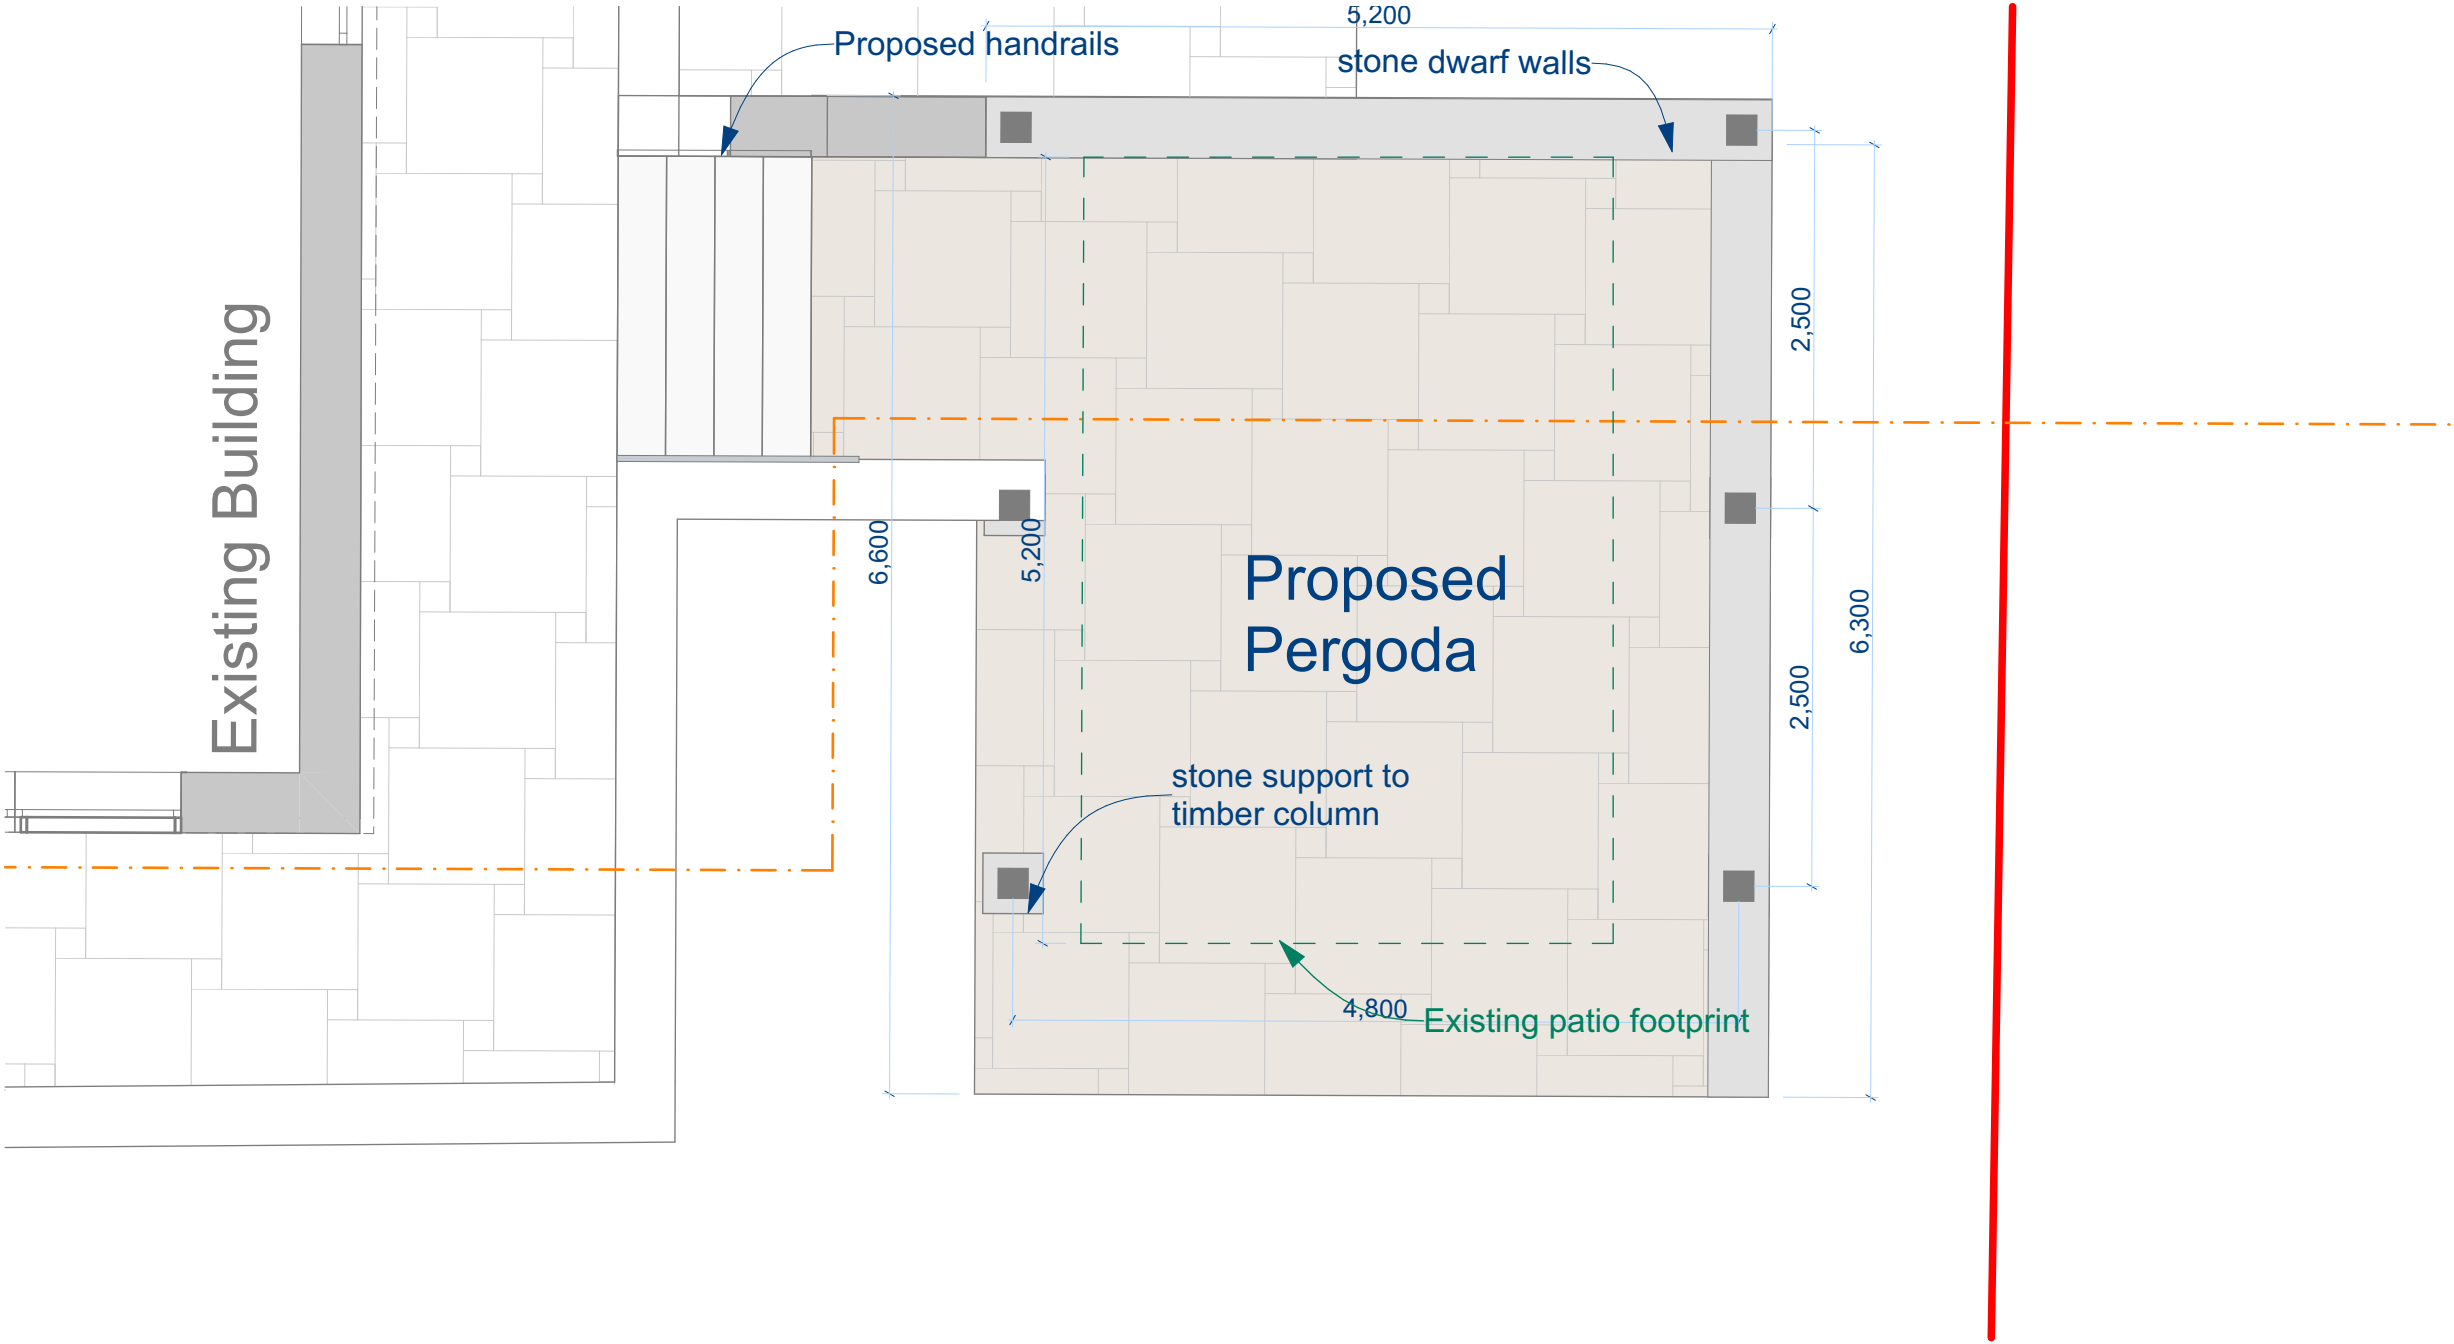 5,200
Proposed handrails
stone dwarf walls
2,500
Existing Building
6,600
5,200
Proposed
Pergoda
6,300
2,500
stone support to
timber column
4,800
Existing patio footprint